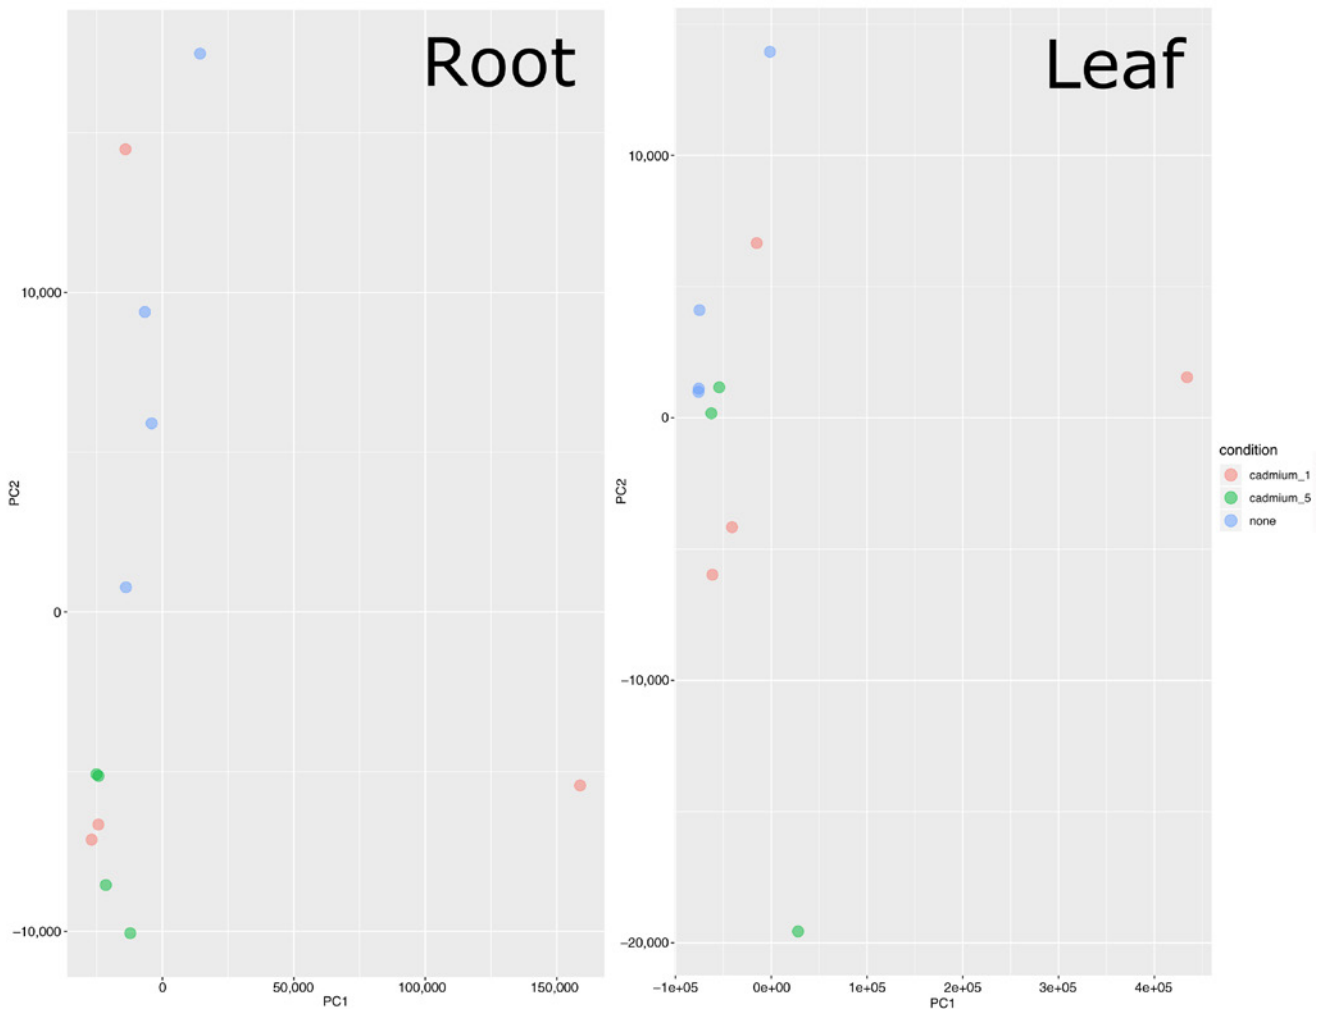 Root
10,000
0
−10,000
PC2
0
50,000
100,000
150,000
PC1
Leaf
10,000
0
−10,000
−20,000
PC2
−1e+05
0e+00
1e+05
2e+05
3e+05
4e+05
PC1
condition
cadmium_1
cadmium_5
none